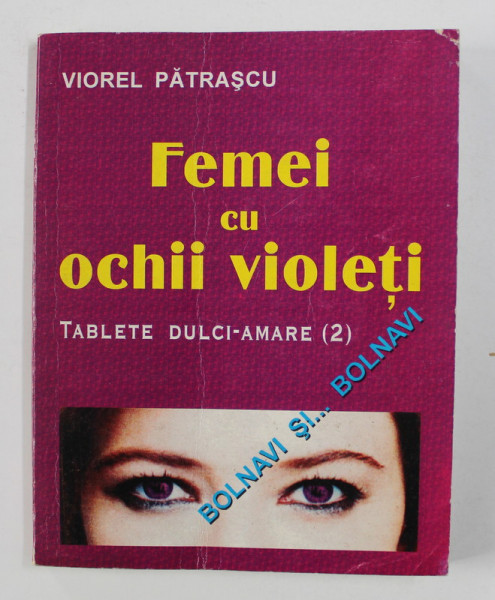 VIOREL PĂTRAŞCU
Femei
cu
ochii violeţi
TABLETE DULCI-AMARE (2)
BOLNAVI ŞI... BOLNAVI